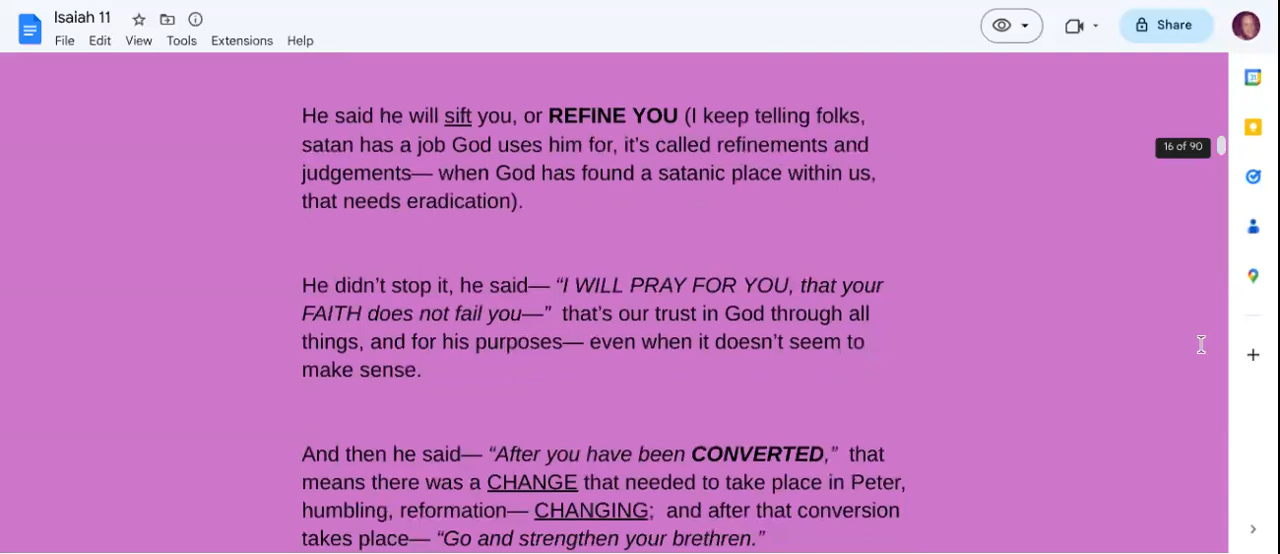 Isaiah 11
File Edit View Tools Extensions Help
Share
He said he will sift you, or REFINE YOU (I keep telling folks,
satan has a job God uses him for, it’s called refinements and
judgements— when God has found a satanic place within us,
that needs eradication).
16 of 90
He didn’t stop it, he said— “I WILL PRAY FOR YOU, that your
FAITH does not fail you—” that’s our trust in God through all
things, and for his purposes— even when it doesn’t seem to
make sense.
And then he said— “After you have been CONVERTED,” that
means there was a CHANGE that needed to take place in Peter,
humbling, reformation— CHANGING; and after that conversion
takes place— “Go and strengthen your brethren.”